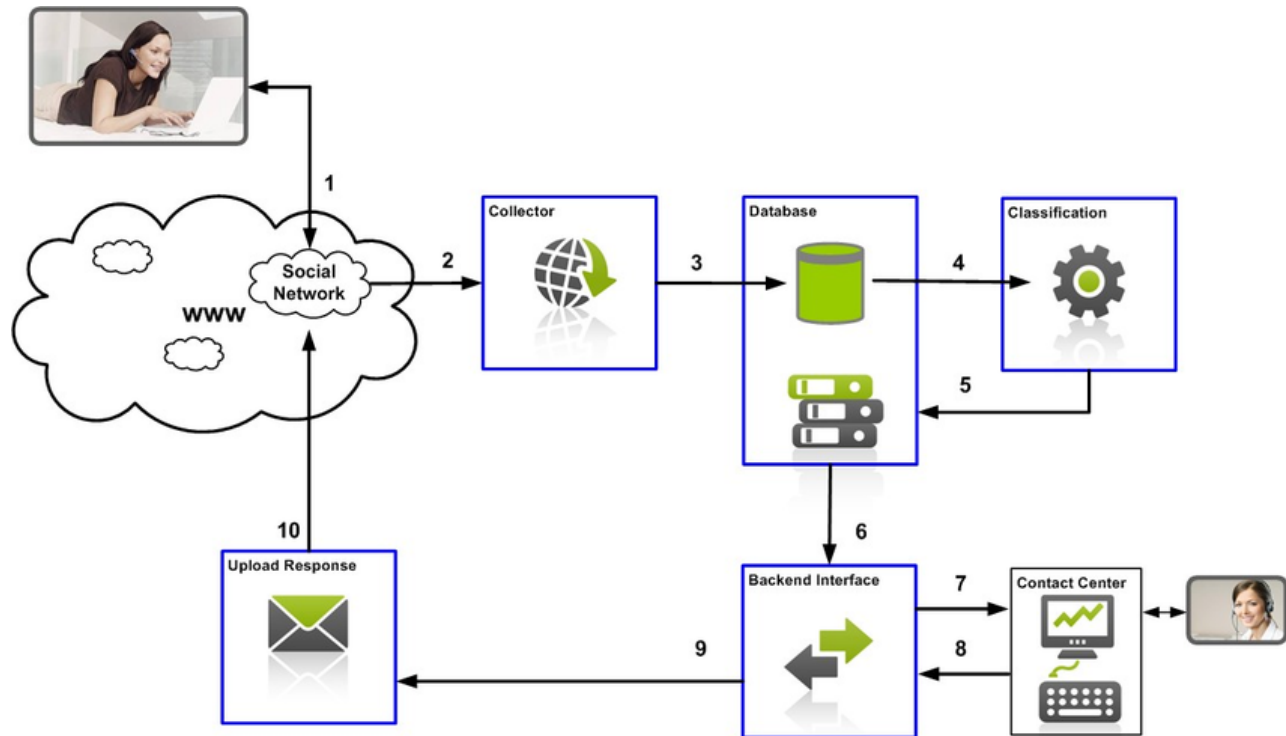 1
Collector
Database
Classification
Social
Network
2
3
4
www
5
10
6
Upload Response
Backend Interface
7
Contact Center
9
8